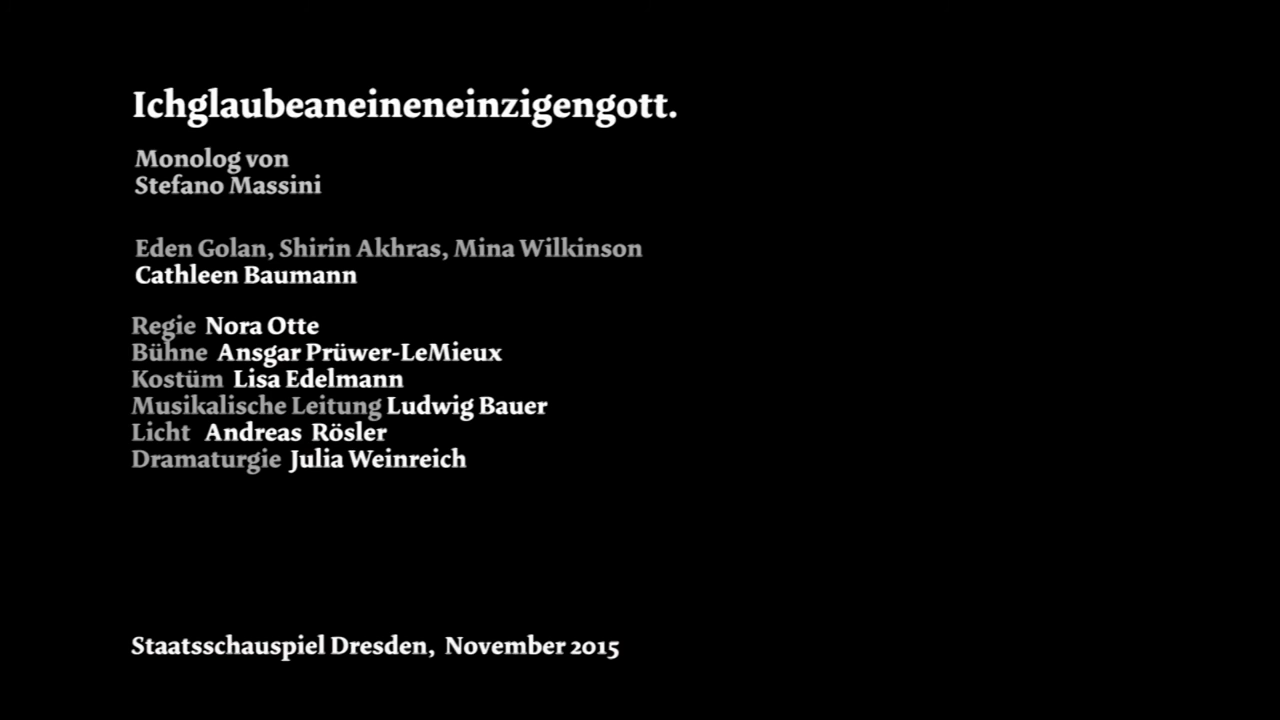 Ichglaubeaneineneinzigengott.
Monolog von
Stefano Massini
Eden Golan, Shirin Akhras, Mina Wilkinson
Cathleen Baumann
Regie Nora Otte
Bühne Ansgar Prüwer-LeMieux
Kostüm Lisa Edelmann
Musikalische Leitung Ludwig Bauer
Licht Andreas Rösler
Dramaturgie Julia Weinreich
Staatsschauspiel Dresden, November 2015